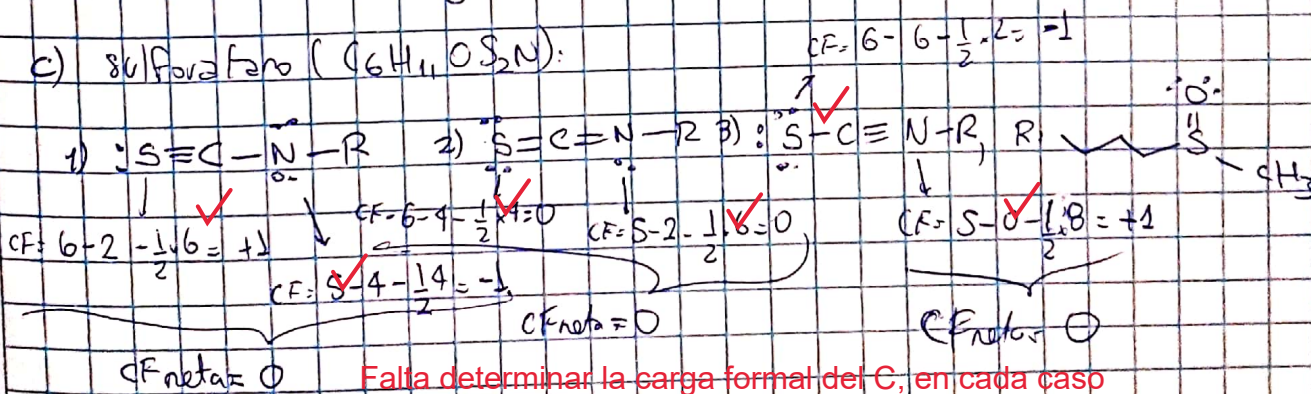 CF= 6 - 6 - 1/2 · 2 = -1
c) sulforafano (C6H11OS2N):
1) :S≡C-N-R 2) S=C=N-R 3) :S-C≡N-R, R: O=S-CH3
CF= 6-2-1/2·6= +1 CF=6-4-1/2·4=0 CF=5-2-1/2·6=0 CF=5-0-1/2·8=+1
CF=5-4-1/2 4=-1
CFneta=0 CFneta=0 CFneta=0
Falta determinar la carga formal del C, en cada caso